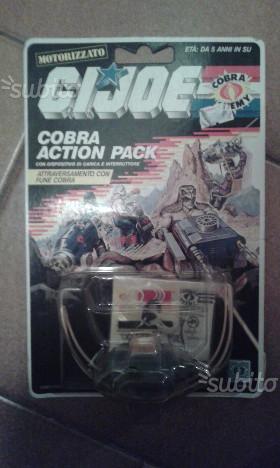 MOTORIZZATO
ETÀ: DA 5 ANNI IN SU
Subito
G.I.JOE
COBRA
ENEMY
COBRA
ACTION PACK
CON DISPOSITIVO DI CARICA E INTERRUTTORE
ATTRAVERSAMENTO CON
FUNE COBRA
subito